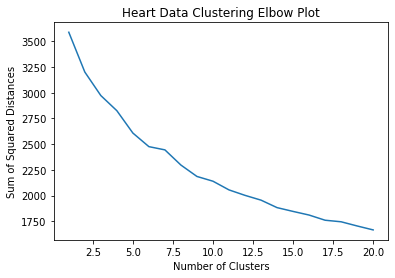 Heart Data Clustering Elbow Plot
Sum of Squared Distances
3500
3250
3000
2750
2500
2250
2000
1750
2.5 5.0 7.5 10.0 12.5 15.0 17.5 20.0
Number of Clusters